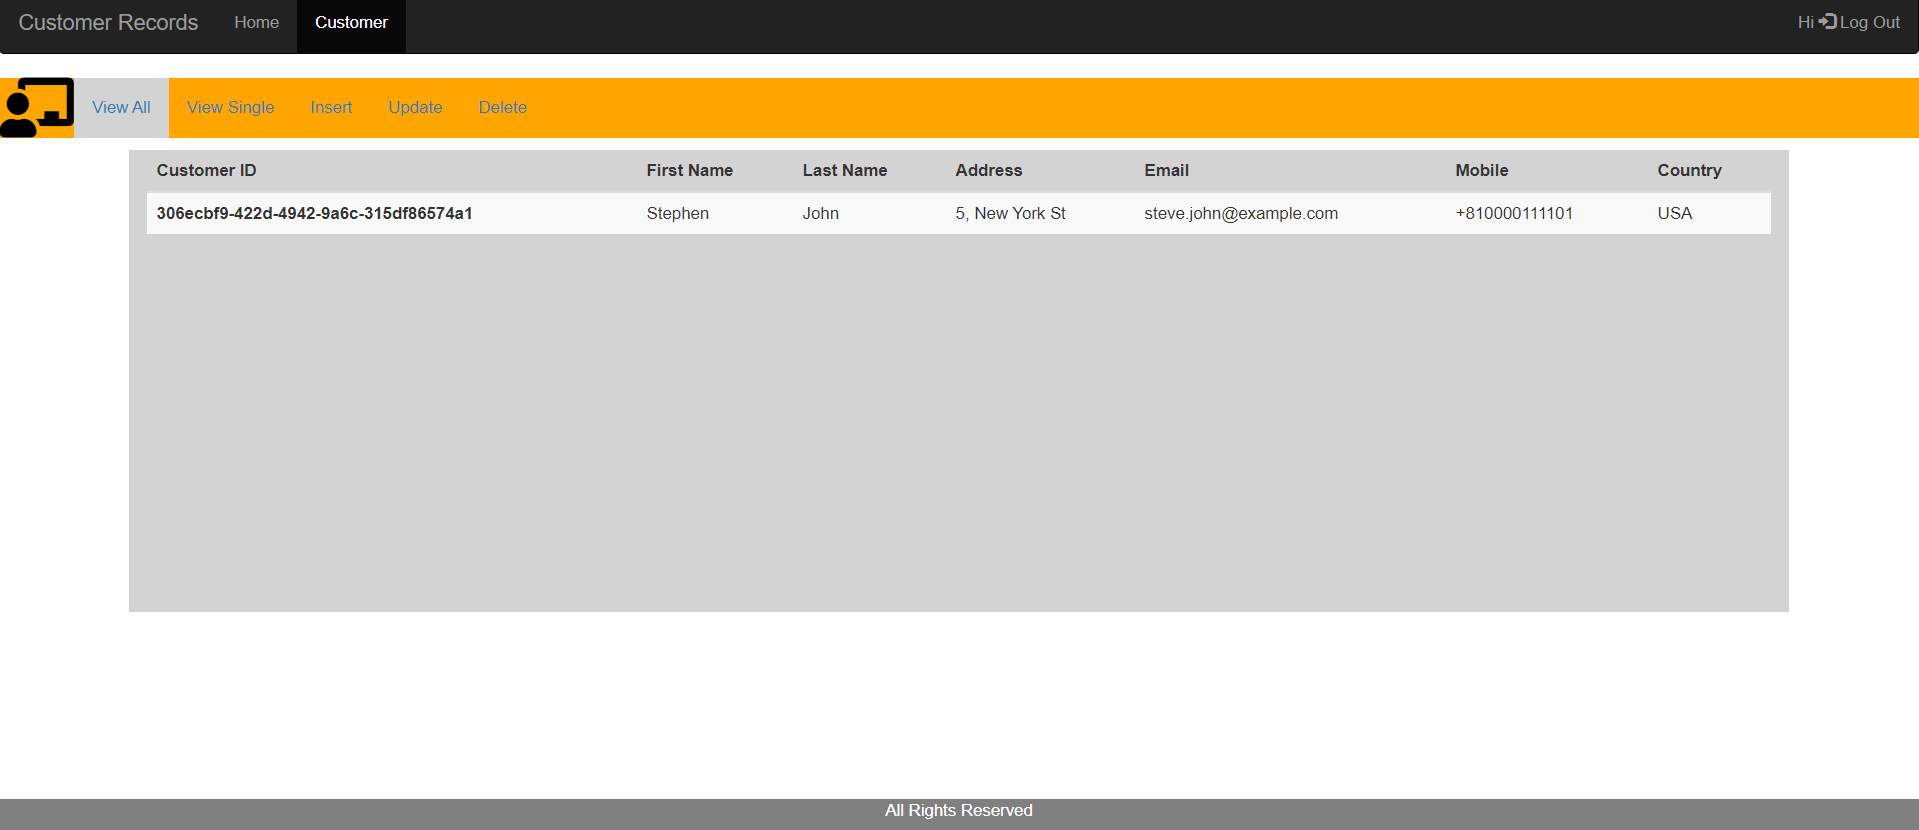 Customer Records Home Customer Hi Log Out
View All View Single Insert Update Delete
Customer ID First Name Last Name Address Email Mobile Country
306ecbf9-422d-4942-9a6c-315df86574a1 Stephen John 5, New York St steve.john@example.com +810000111101 USA
All Rights Reserved